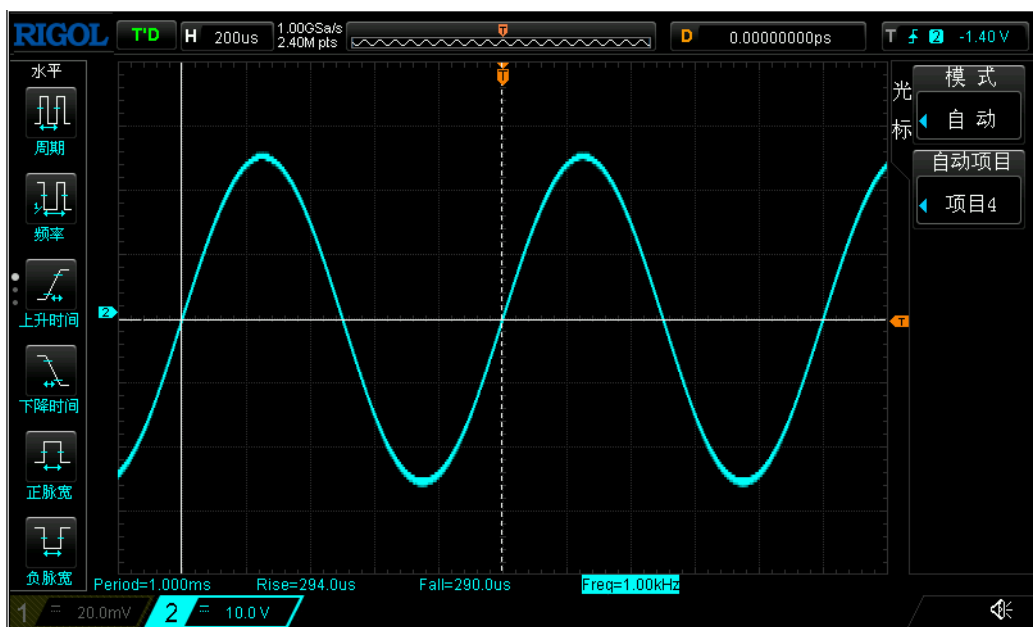 RIGOL T'D H 200us 1.00GSa/s 2.40M pts T D 0.00000000ps T 2 -1.40 V
水平
周期
频率
上升时间
下降时间
正脉宽
负脉宽
T
2
T
光标
模式
自动
自动项目
项目4
Period=1.000ms Rise=294.0us Fall=290.0us Freq=1.00kHz
1 20.0mV 2 10.0 V